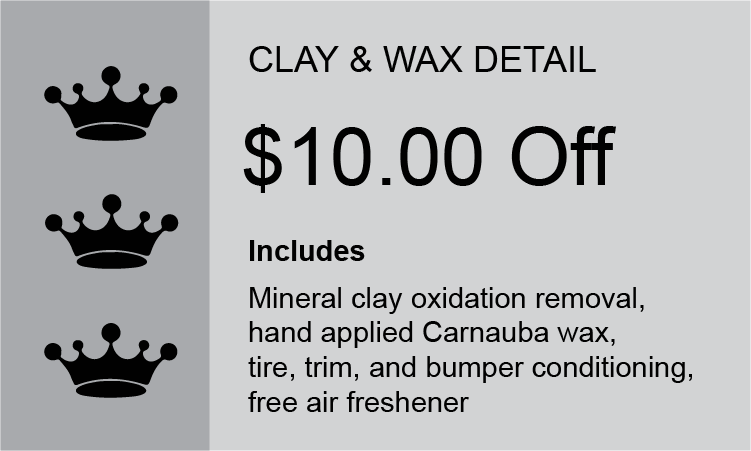 CLAY & WAX DETAIL
$10.00 Off
Includes
Mineral clay oxidation removal,
hand applied Carnauba wax,
tire, trim, and bumper conditioning,
free air freshener